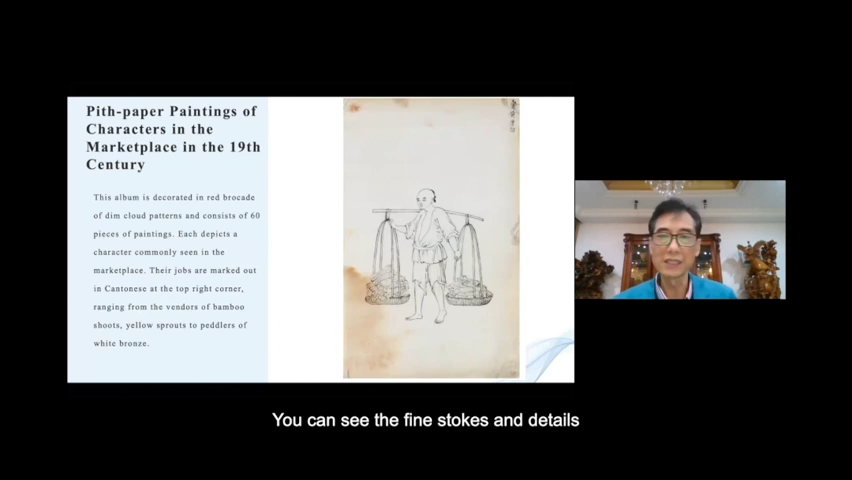 Pith-paper Paintings of
Characters in the
Marketplace in the 19th
Century
This album is decorated in red brocade
of dim cloud patterns and consists of 60
pieces of paintings. Each depicts a
character commonly seen in the
marketplace. Their jobs are marked out
in Cantonese at the top right corner,
ranging from the vendors of bamboo
shoots, yellow sprouts to peddlers of
white bronze.
You can see the fine stokes and details